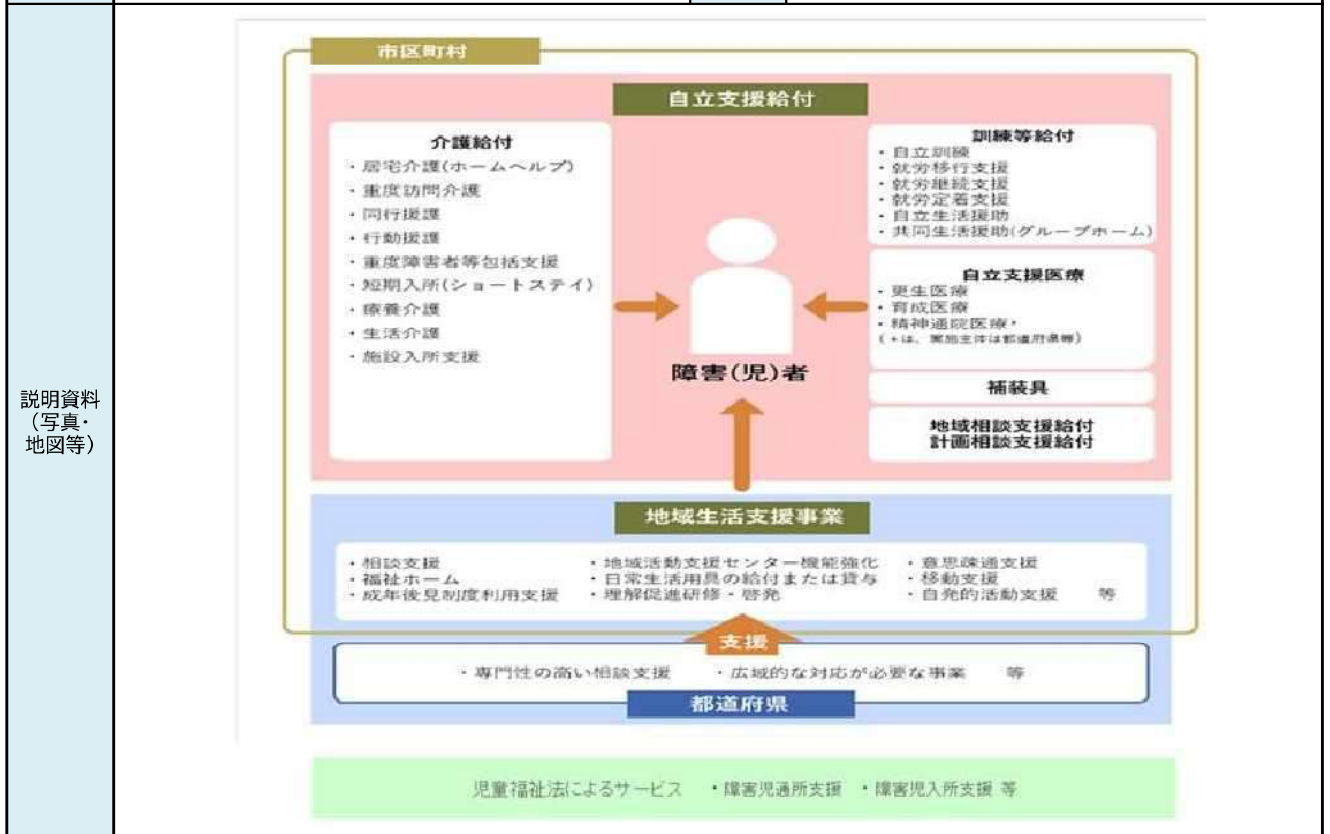 説明資料
(写真・
地図等)
市区町村
自立支援給付
介護給付
・居宅介護(ホームヘルプ)
・重度訪問介護
・同行援護
・行動援護
・重度障害者等包括支援
・短期入所(ショートステイ)
・療養介護
・生活介護
・施設入所支援
訓練等給付
・自立訓練
・就労移行支援
・就労継続支援
・就労定着支援
・自立生活援助
・共同生活援助(グループホーム)
自立支援医療
・更生医療
・育成医療
・精神通院医療*
(*は、実施主体は都道府県等)
補装具
地域相談支援給付
計画相談支援給付
障害(児)者
地域生活支援事業
・相談支援 ・地域活動支援センター機能強化 ・意思疎通支援
・福祉ホーム ・日常生活用具の給付または貸与 ・移動支援
・成年後見制度利用支援 ・理解促進研修・啓発 ・自発的活動支援 等
支援
・専門性の高い相談支援 ・広域的な対応が必要な事業 等
都道府県
児童福祉法によるサービス ・障害児通所支援 ・障害児入所支援 等